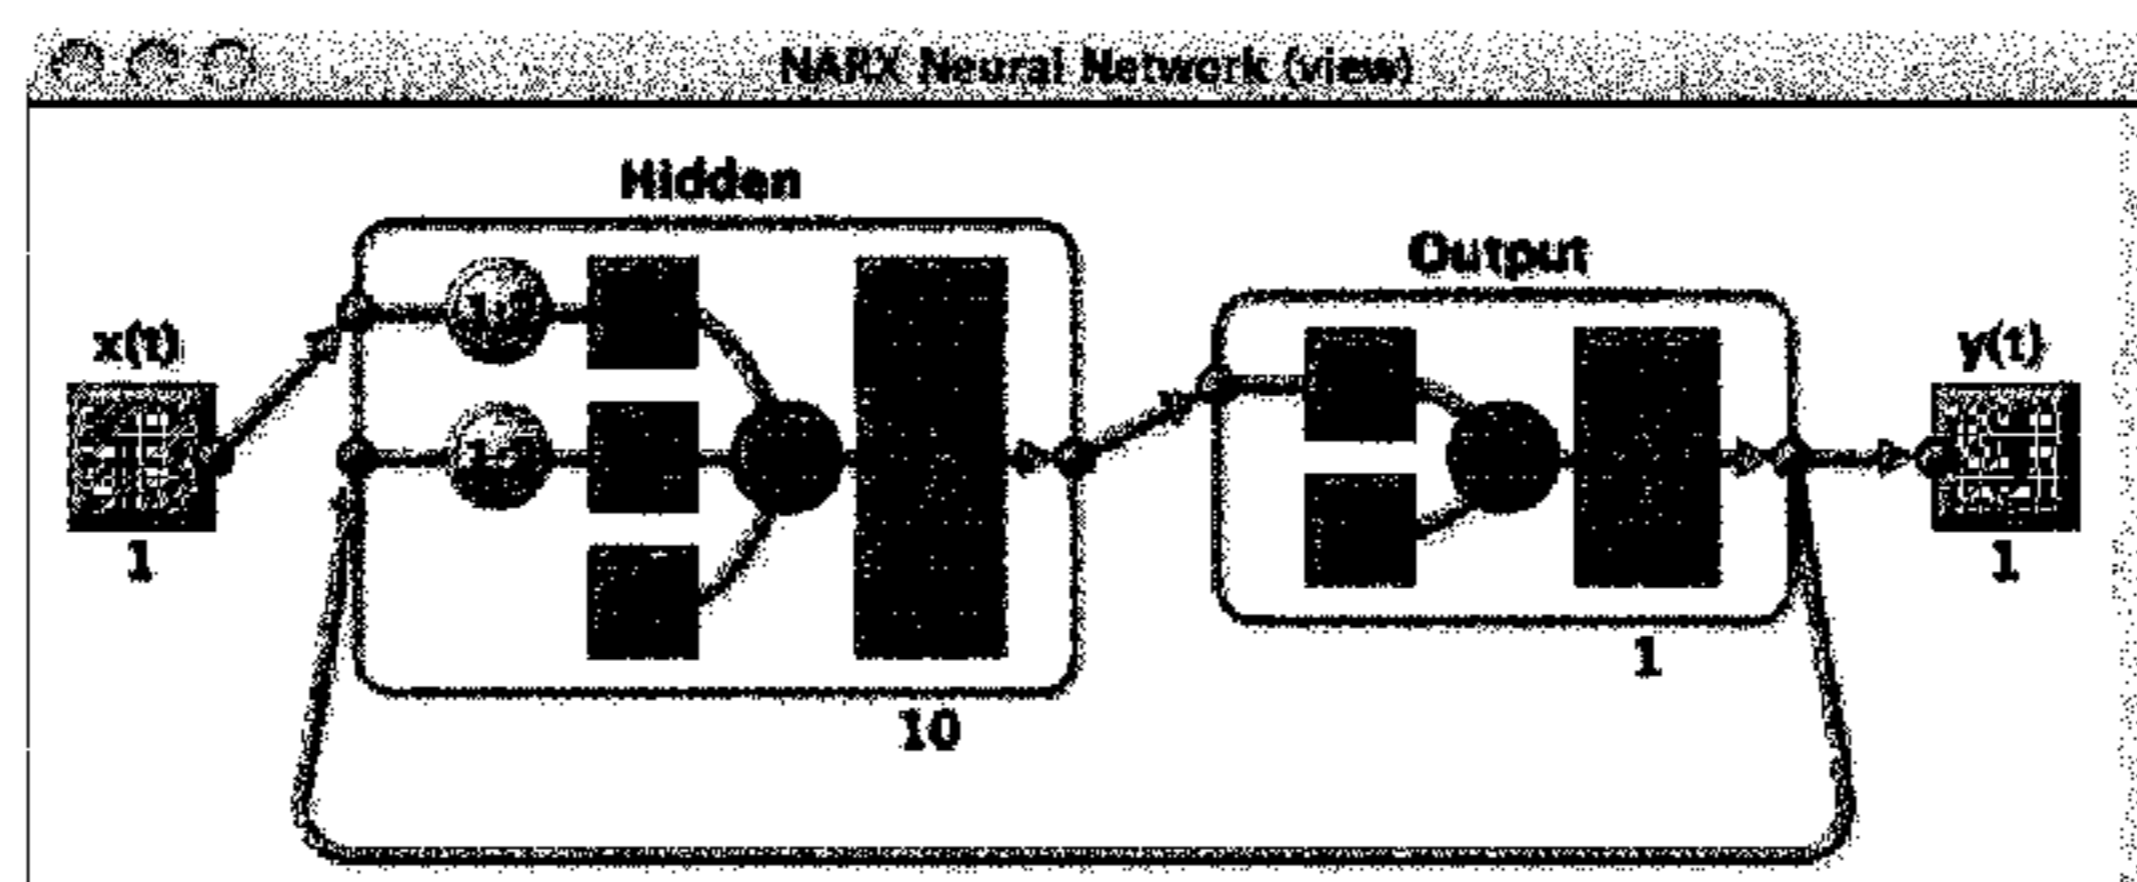 NARX Neural Network (view)
Hidden
Output
x(t)
y(t)
1
1
1
10